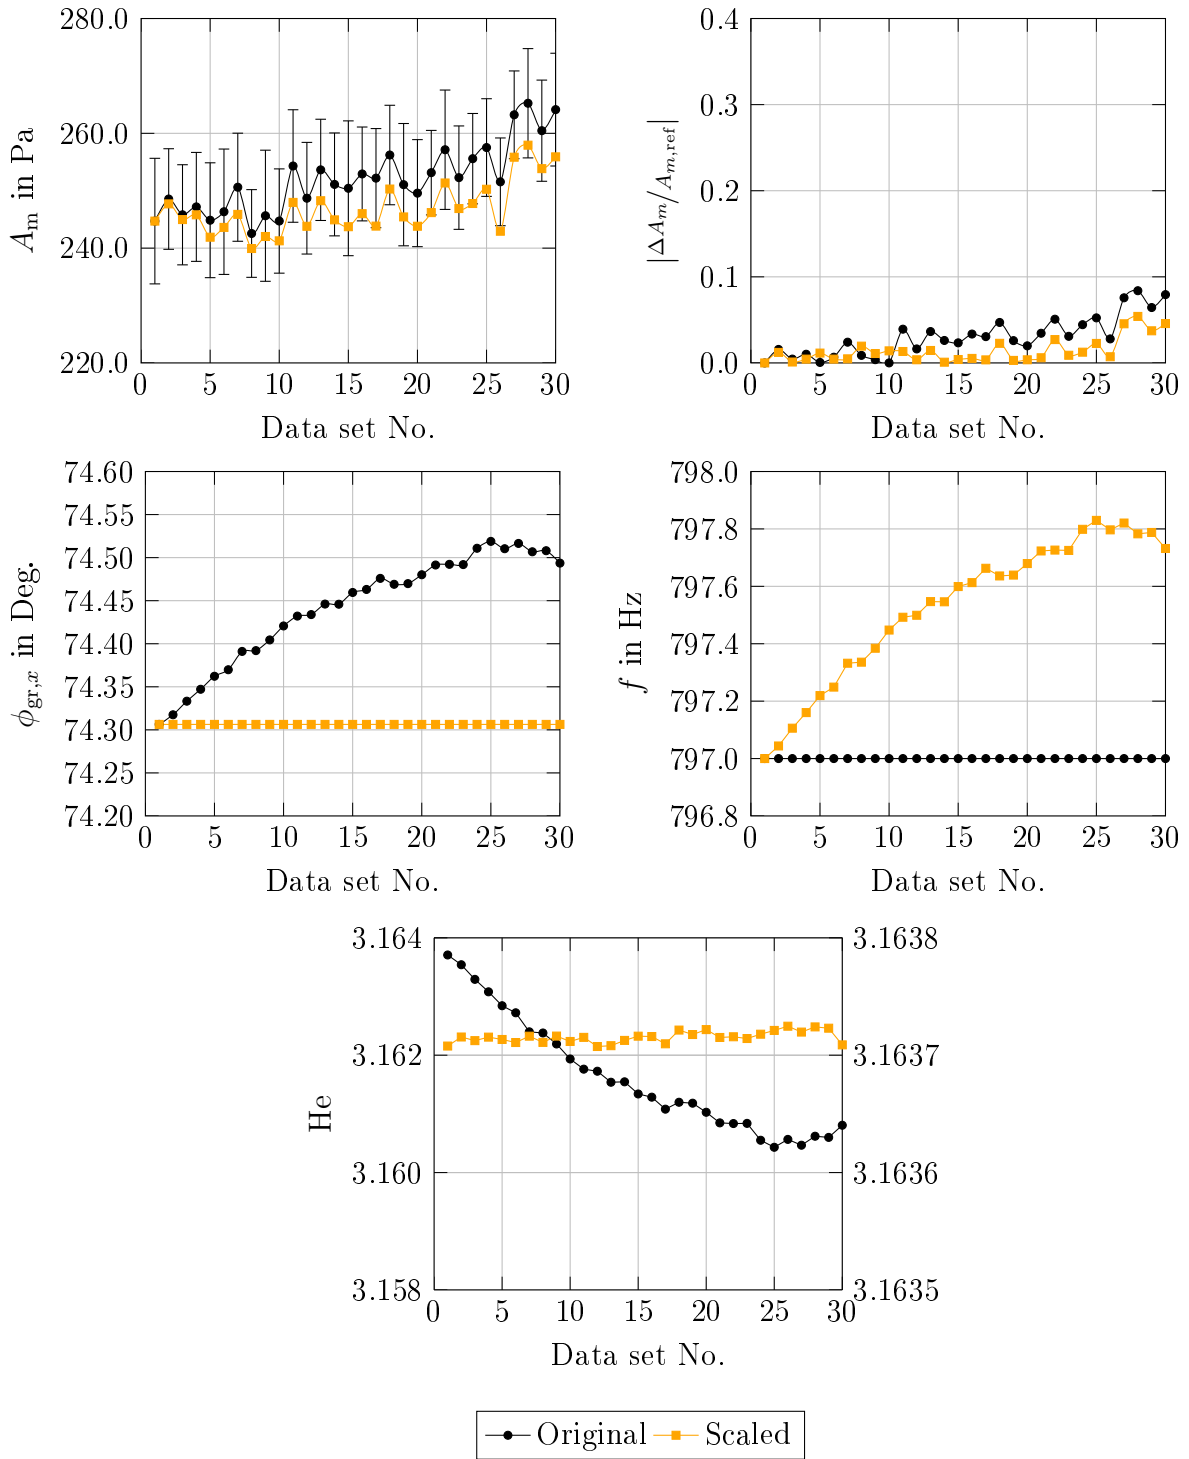 280.0
260.0
240.0
220.0
A_m in Pa
0 5 10 15 20 25 30
Data set No.
0.4
0.3
0.2
0.1
0.0
|ΔA_m/A_{m,ref}|
0 5 10 15 20 25 30
Data set No.
74.60
74.55
74.50
74.45
74.40
74.35
74.30
74.25
74.20
ϕ_{gr,x} in Deg.
0 5 10 15 20 25 30
Data set No.
798.0
797.8
797.6
797.4
797.2
797.0
796.8
f in Hz
0 5 10 15 20 25 30
Data set No.
3.164
3.162
3.160
3.158
He
3.1638
3.1637
3.1636
3.1635
0 5 10 15 20 25 30
Data set No.
Original Scaled